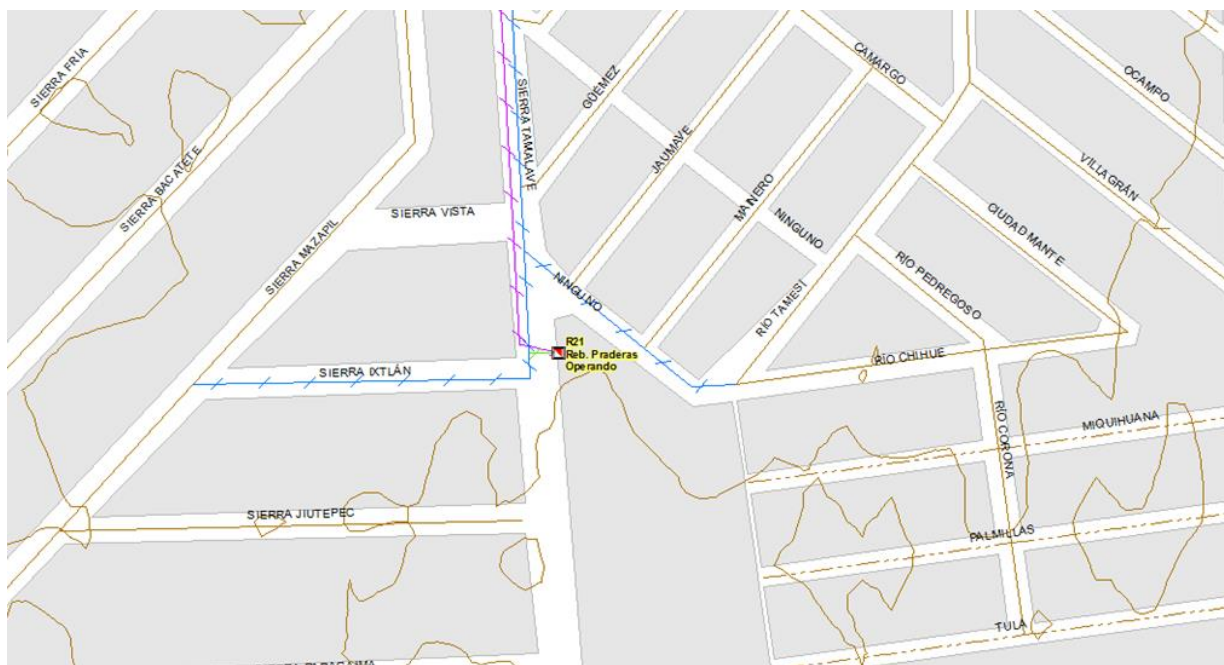 SIERRA FRÍA
SIERRA BACATETE
SIERRA MAZAPIL
SIERRA VISTA
SIERRA TAMALAVE
GÜEMEZ
JAUMAVE
MAINERO
NINGUNO
CAMARGO
OCAMPO
VILLAGRÁN
CIUDAD MANTE
RÍO PEDREGOSO
RÍO TAMESÍ
NINGUNO
R21
Reb. Praderas
Operando
RÍO CHIHUE
SIERRA IXTLÁN
RÍO CORONA
MIQUIHUANA
SIERRA JIUTEPEC
PALMILLAS
TULA